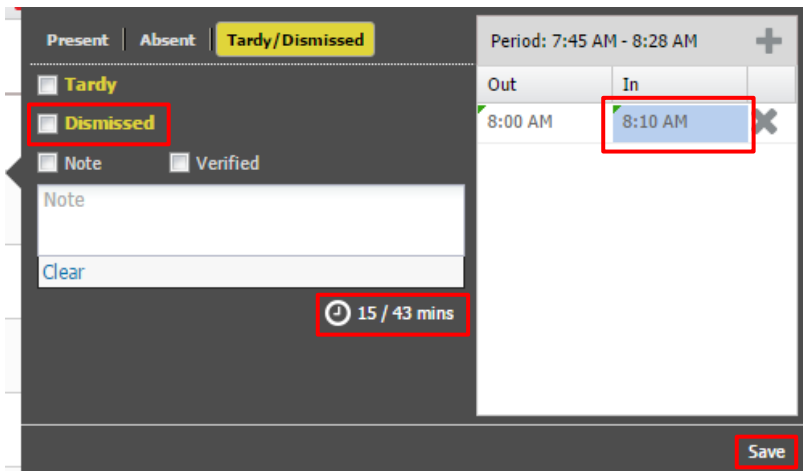 Present Absent Tardy/Dismissed
Tardy
Dismissed
Note Verified
Note
Clear
15 / 43 mins
Period: 7:45 AM - 8:28 AM
Out In
8:00 AM 8:10 AM
Save